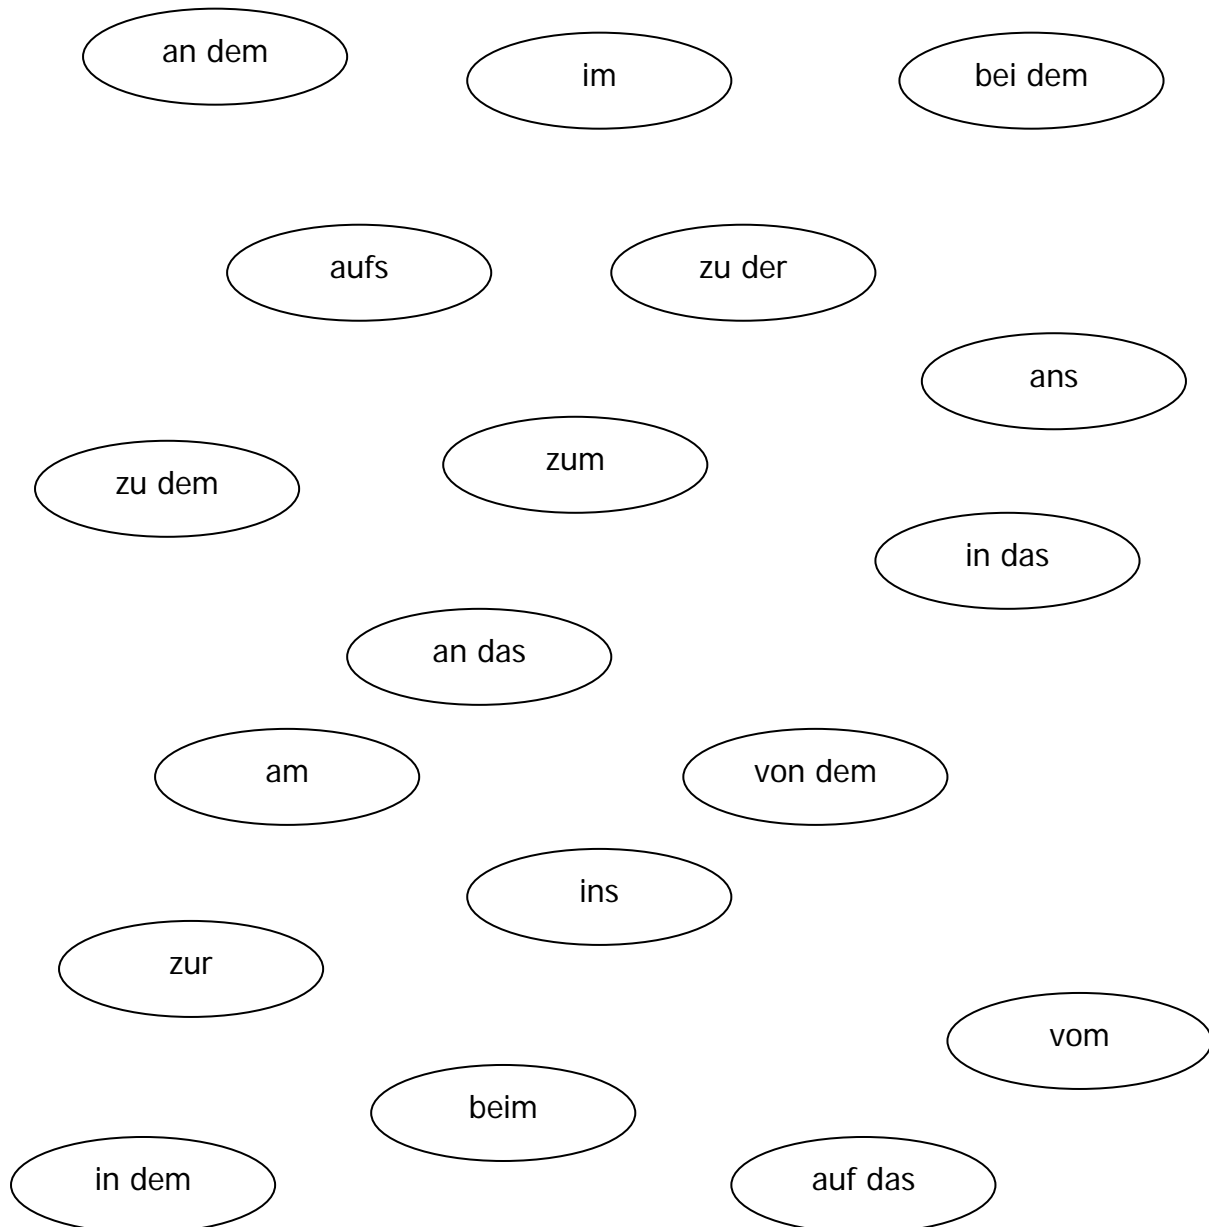 an dem
im
bei dem
aufs
zu der
ans
zum
zu dem
in das
an das
am
von dem
ins
zur
vom
beim
in dem
auf das